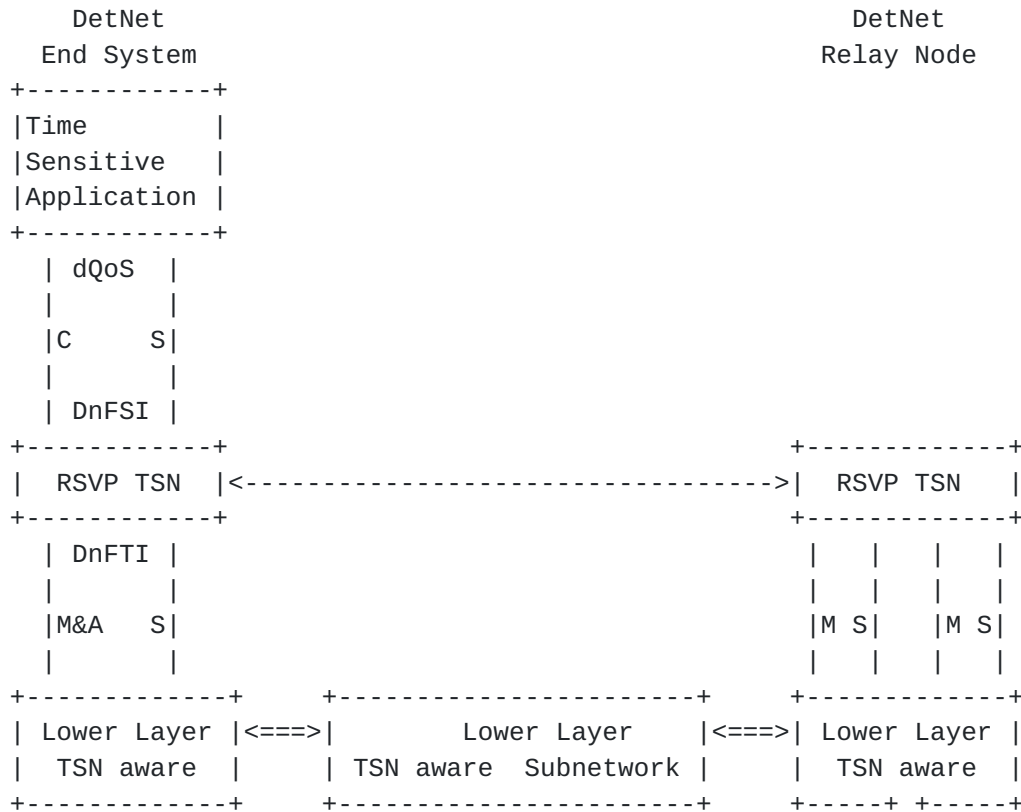 DetNet DetNet
End System Relay Node
+------------+
|Time |
|Sensitive |
|Application |
+------------+
| dQoS |
| |
|C S|
| |
| DnFSI |
+------------+ +-------------+
| RSVP TSN |<---------------------------------->| RSVP TSN |
+------------+ +-------------+
| DnFTI | | | | |
| | | | | |
|M&A S| |M S| |M S|
| | | | | |
+-------------+ +-----------------------+ +-------------+
| Lower Layer |<===>| Lower Layer |<===>| Lower Layer |
| TSN aware | | TSN aware Subnetwork | | TSN aware |
+-------------+ +-----------------------+ +-----+ +-----+